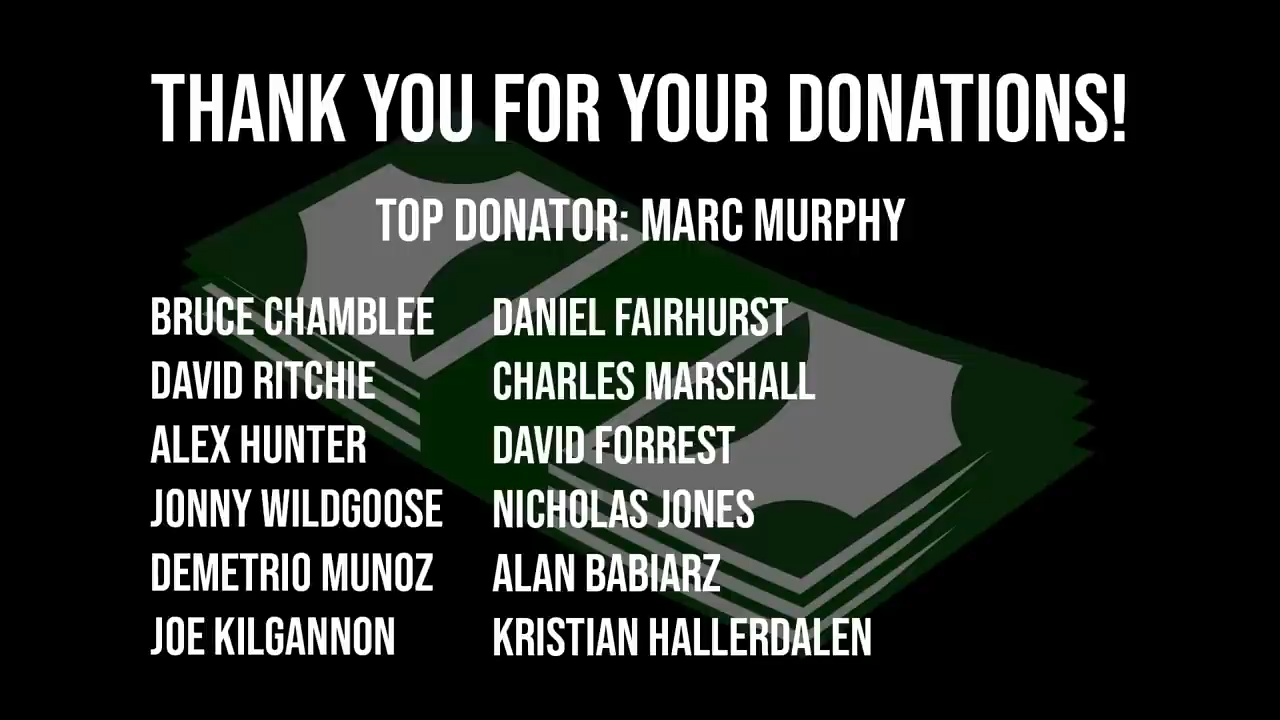 THANK YOU FOR YOUR DONATIONS!
TOP DONATOR: MARC MURPHY
BRUCE CHAMBLEE
DAVID RITCHIE
ALEX HUNTER
JONNY WILDGOOSE
DEMETRIO MUNOZ
JOE KILGANNON
DANIEL FAIRHURST
CHARLES MARSHALL
DAVID FORREST
NICHOLAS JONES
ALAN BABIARZ
KRISTIAN HALLERDALEN